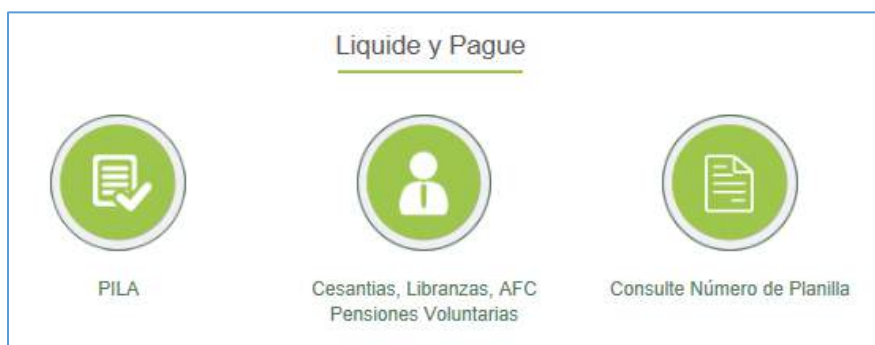 Liquide y Pague
PILA
Cesantias, Libranzas, AFC
Pensiones Voluntarias
Consulte Número de Planilla